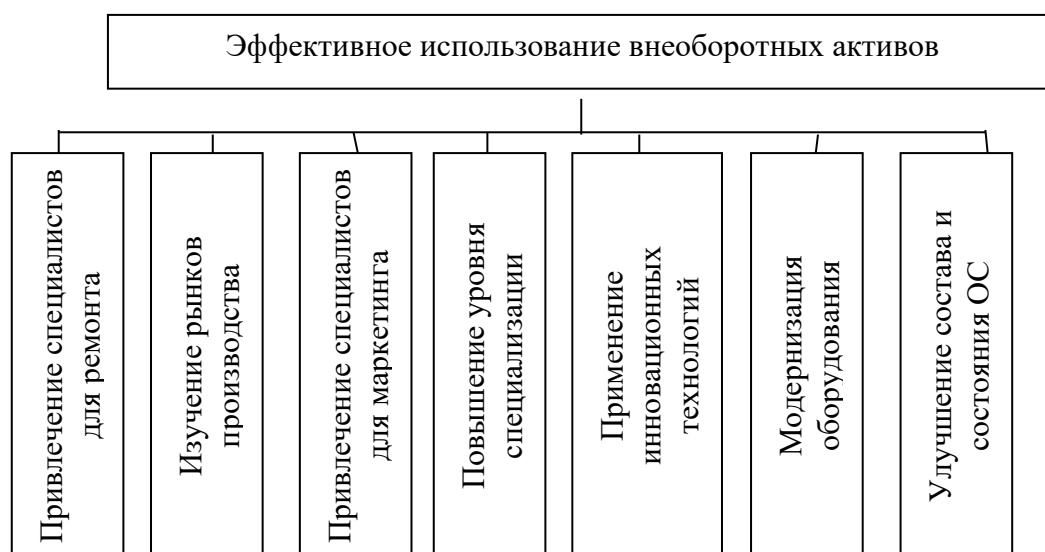 Эффективное использование внеоборотных активов
Привлечение специалистов
для ремонта
Изучение рынков
производства
Привлечение специалистов
для маркетинга
Повышение уровня
специализации
Применение
инновационных
технологий
Модернизация
оборудования
Улучшение состава и
состояния ОС